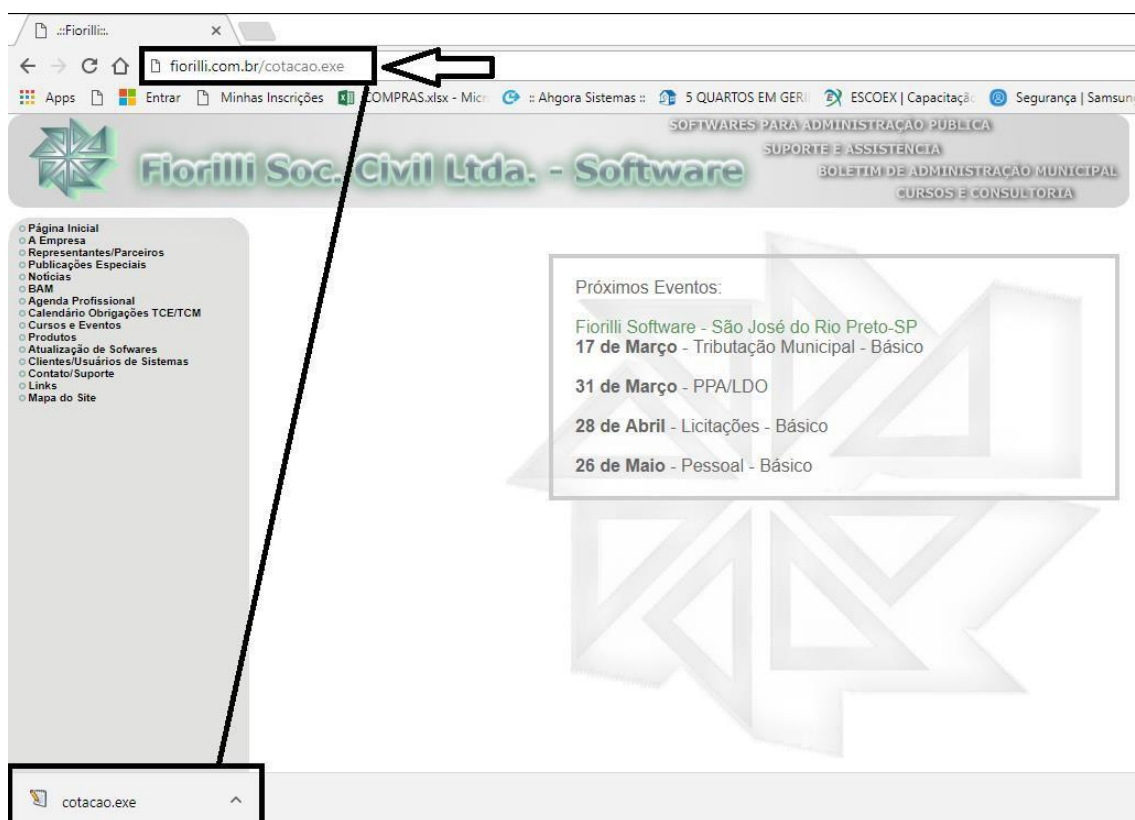 .::Fiorilli::.
fiorilli.com.br/cotacao.exe
Apps Entrar Minhas Inscrições COMPRAS.xlsx - Micr :: Ahgora Sistemas :: 5 QUARTOS EM GERI ESCOEX | Capacitaçã Segurança | Samsun
SOFTWARES PARA ADMINISTRAÇÃO PÚBLICA
SUPORTE E ASSISTÊNCIA
BOLETIM DE ADMINISTRAÇÃO MUNICIPAL
CURSOS E CONSULTORIA
Fiorilli Soc. Civil Ltda. - Software
Página Inicial
A Empresa
Representantes/Parceiros
Publicações Especiais
Notícias
BAM
Agenda Profissional
Calendário Obrigações TCE/TCM
Cursos e Eventos
Produtos
Atualização de Sofwares
Clientes/Usuários de Sistemas
Contato/Suporte
Links
Mapa do Site
Próximos Eventos:
Fiorilli Software - São José do Rio Preto-SP
17 de Março - Tributação Municipal - Básico
31 de Março - PPA/LDO
28 de Abril - Licitações - Básico
26 de Maio - Pessoal - Básico
cotacao.exe